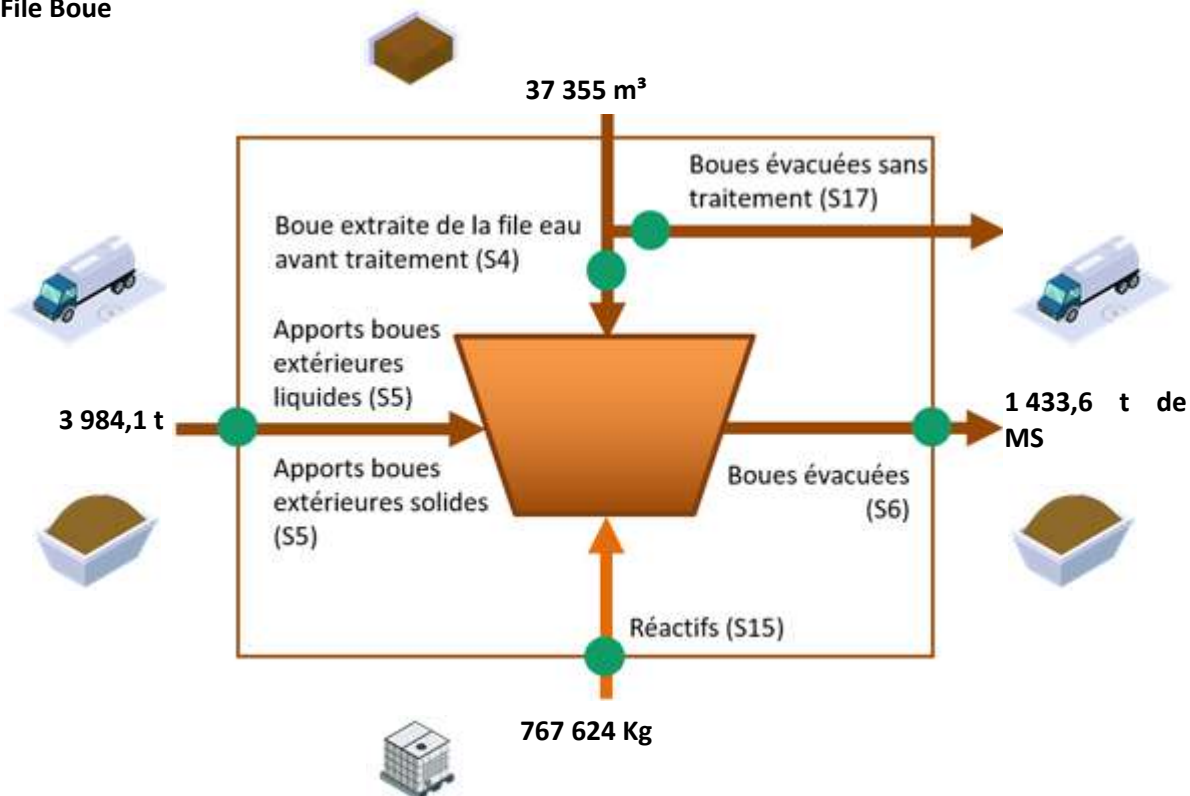 File Boue
37 355 m³
Boues évacuées sans
traitement (S17)
Boue extraite de la file eau
avant traitement (S4)
Apports boues
extérieures
liquides (S5)
3 984,1 t
1 433,6 t de
MS
Apports boues
extérieures solides
(S5)
Boues évacuées
(S6)
Réactifs (S15)
767 624 Kg